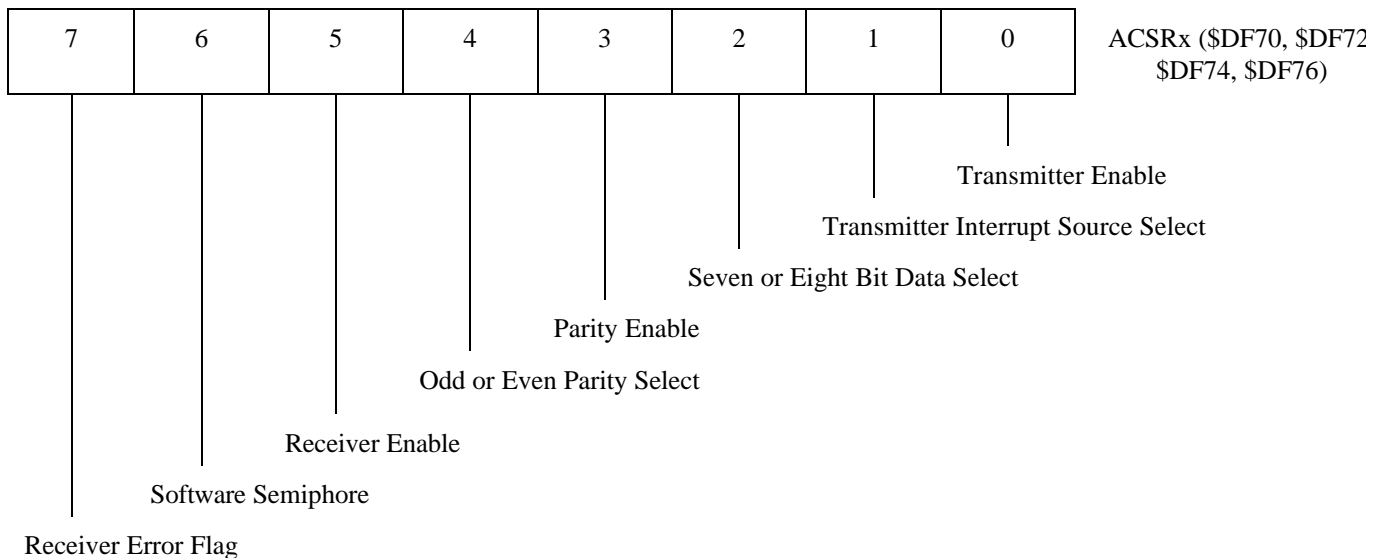 7 6 5 4 3 2 1 0 ACSRx ($DF70, $DF72
$DF74, $DF76)
Transmitter Enable
Transmitter Interrupt Source Select
Seven or Eight Bit Data Select
Parity Enable
Odd or Even Parity Select
Receiver Enable
Software Semiphore
Receiver Error Flag